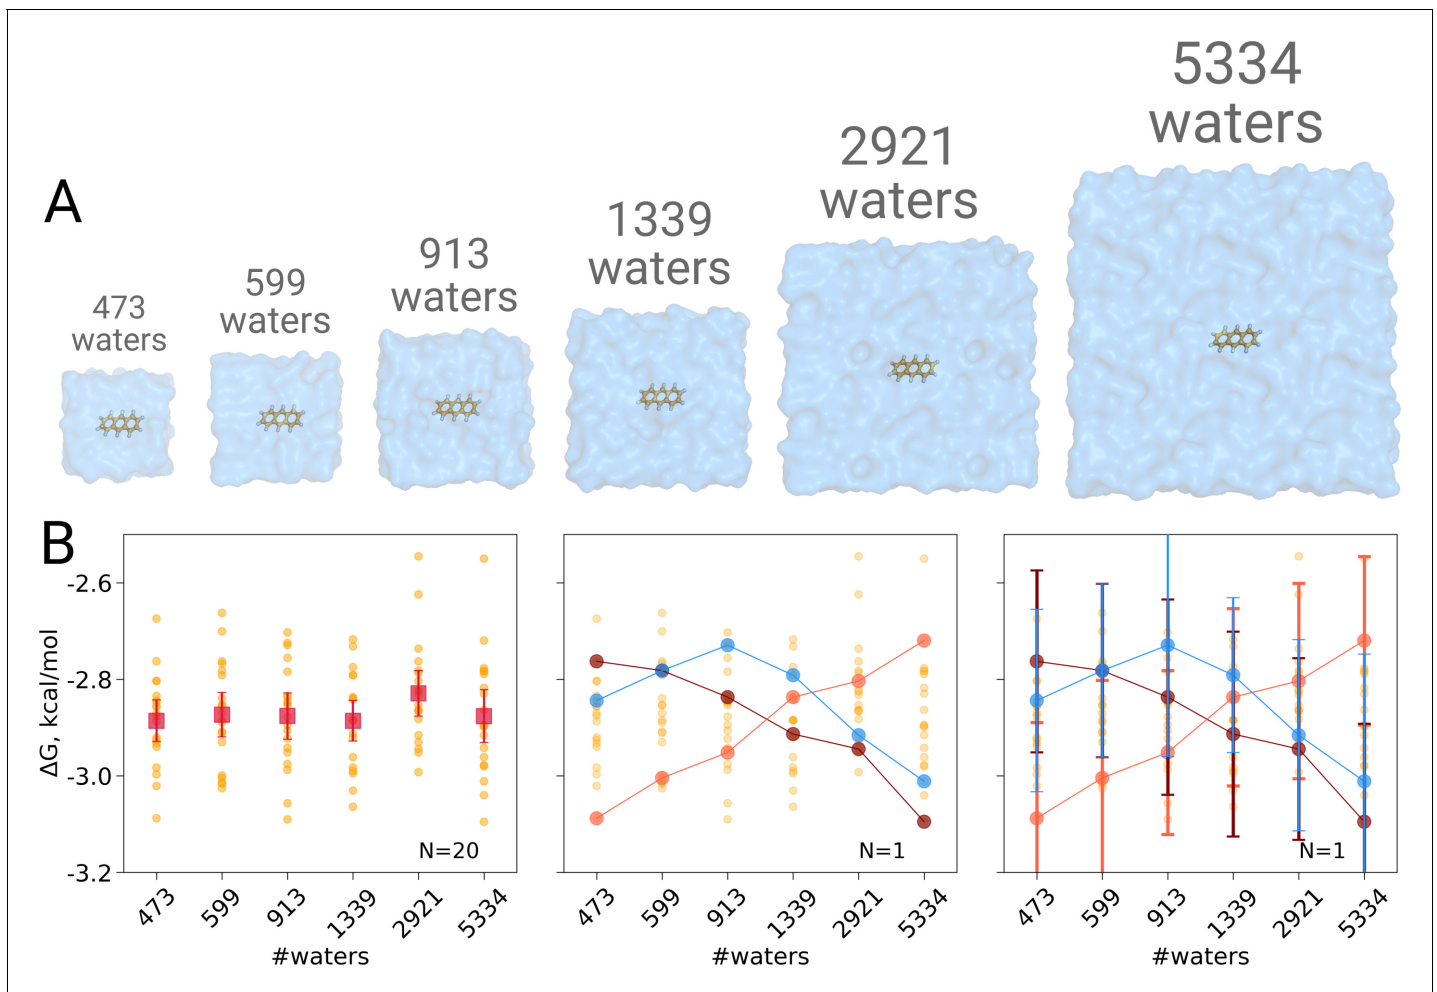 A
473
waters
599
waters
913
waters
1339
waters
2921
waters
5334
waters
B
ΔG, kcal/mol
-2.6
-2.8
-3.0
-3.2
N=20
473
599
913
1339
2921
5334
#waters
N=1
473
599
913
1339
2921
5334
#waters
N=1
473
599
913
1339
2921
5334
#waters